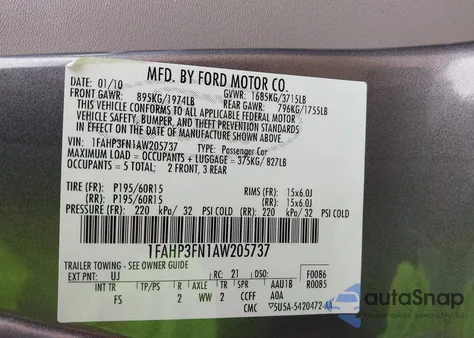 MFD. BY FORD MOTOR CO.
DATE: 01/10 GVWR: 1685KG/3715LB
FRONT GAWR: 895KG/1974LB REAR GAWR: 796KG/1755LB
THIS VEHICLE CONFORMS TO ALL APPLICABLE FEDERAL MOTOR
VEHICLE SAFETY, BUMPER, AND THEFT PREVENTION STANDARDS
IN EFFECT ON THE DATE OF MANUFACTURE SHOWN ABOVE.
VIN: 1FAHP3FN1AW205737 TYPE: Passenger Car
MAXIMUM LOAD = OCCUPANTS + LUGGAGE = 375KG/ 827LB
OCCUPANTS = 5 TOTAL; 2 FRONT, 3 REAR
TIRE (FR): P195/60R15 RIMS (FR): 15x6.0J
(RR): P195/60R15 (RR): 15x6.0J
PRESSURE (FR): 220 kPa/ 32 PSI COLD (RR): 220 kPa/ 32 PSI COLD
1FAHP3FN1AW205737
TRAILER TOWING - SEE OWNER GUIDE
EXT PNT: UJ RC: 21 DSO: F0086
INT TR TP/PS R AXLE TR SPR AAU1B R0085
FS 2 WW 2 CCFF A0A
CMC 5U5A-5420472-AA
autoSnap